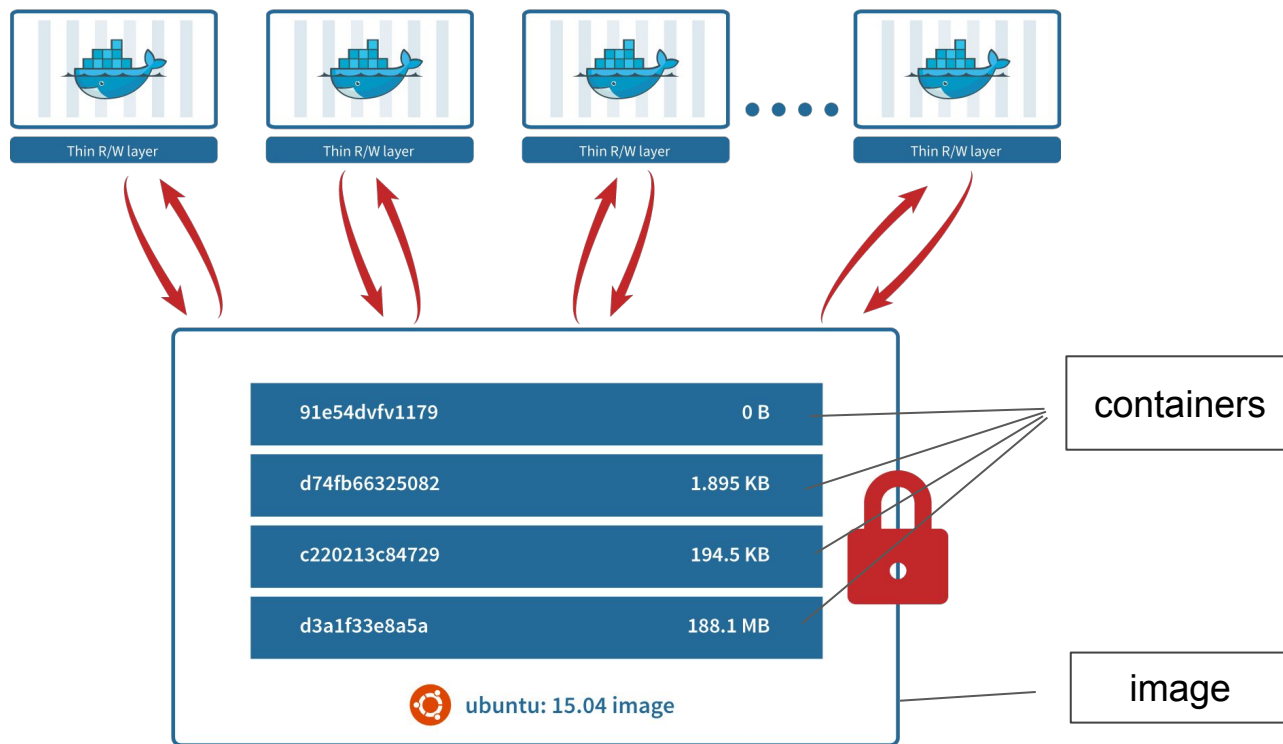 Thin R/W layer
Thin R/W layer
Thin R/W layer
Thin R/W layer
91e54dvfv1179 0 B
d74fb66325082 1.895 KB
c220213c84729 194.5 KB
d3a1f33e8a5a 188.1 MB
ubuntu: 15.04 image
containers
image